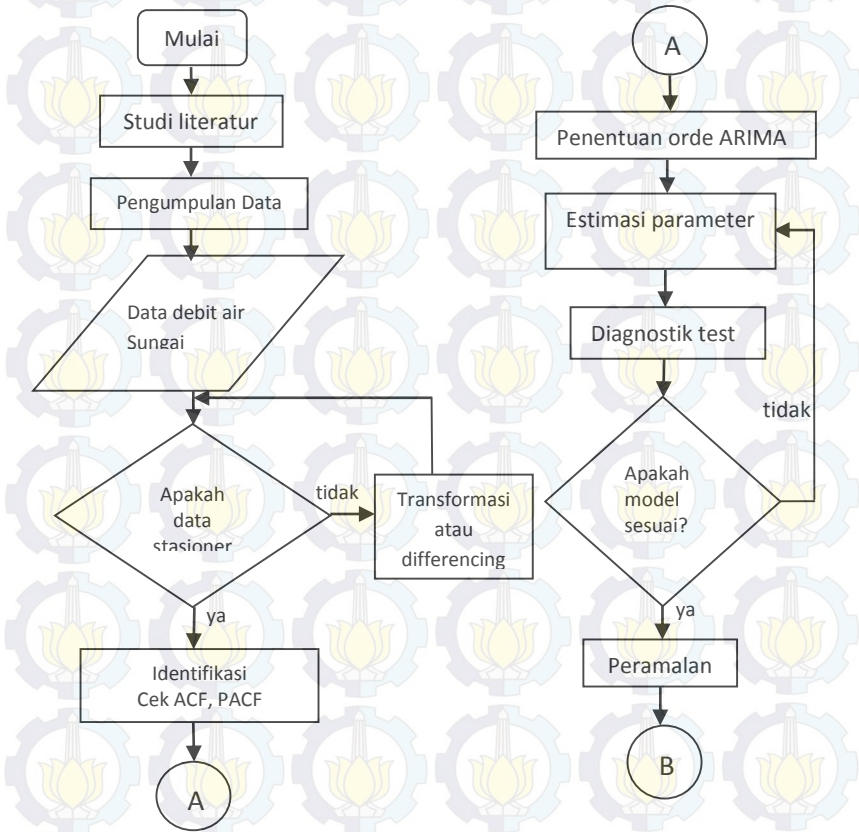 Mulai
Studi literatur
Pengumpulan Data
Data debit air
Sungai
Apakah
data
stasioner
tidak
Transformasi
atau
differencing
ya
Identifikasi
Cek ACF, PACF
A
A
Penentuan orde ARIMA
Estimasi parameter
Diagnostik test
tidak
Apakah
model
sesuai?
ya
Peramalan
B